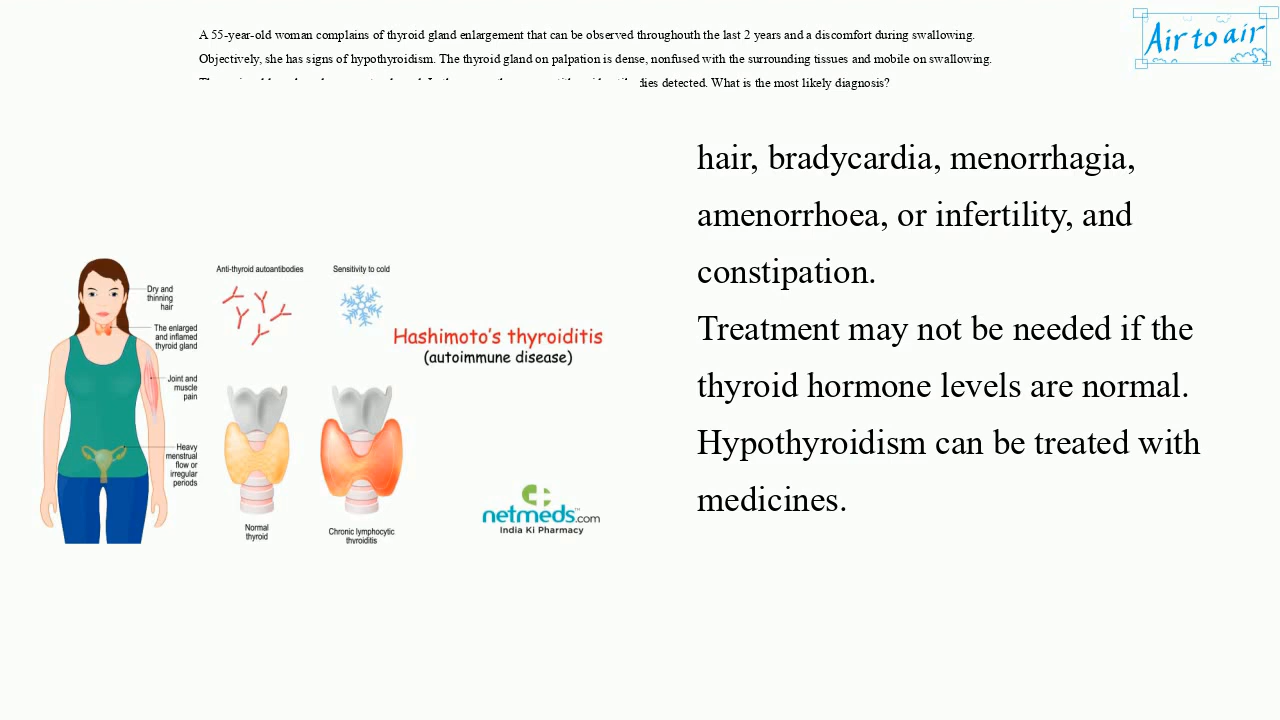 A 55-year-old woman complains of thyroid gland enlargement that cnt be observed throughouth the last 2 years and a discomfort during swallowing.
Objectively, she has signs of hypothyroidism. The thyroid gland on palpation is dense, nonfused with the surrounding tissues and mobile on swallowing.
detected. What is the most likely diagnosis?
Air to air
hair, bradycardia, menorrhagia,
amenorrhoea, or infertility, and
constipation.
Treatment may not be needed if the
thyroid hormone levels are normal.
Hypothyroidism can be treated with
medicines.
Anti-thyroid autoantibodies
Sensitivity to cold
Dry and
thinning
hair
The enlarged
and inflamed
thyroid gland
Joint and
muscle
pain
Heavy
menstrual
flow or
irregular
periods
Hashimoto's thyroiditis
(autoimmune disease)
Normal
thyroid
Chronic lymphocytic
thyroiditis
netmeds.com
India Ki Pharmacy